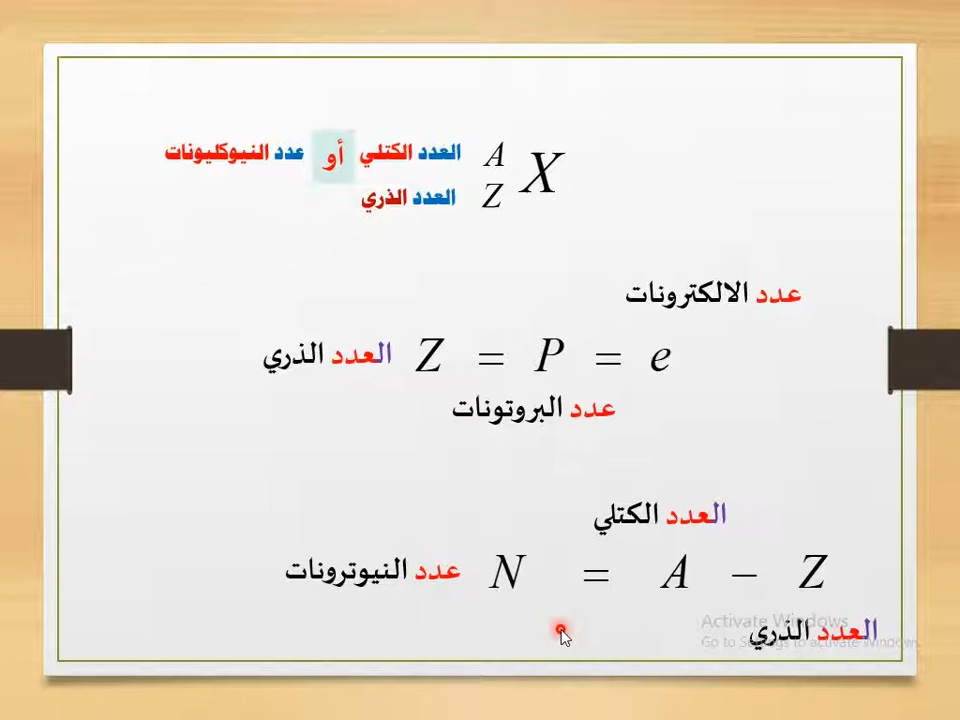 العدد الكتلي أو عدد النيوكليونات A
العدد الذري Z X
عدد الالكترونات
العدد الذري Z = P = e
عدد البروتونات
العدد الكتلي
عدد النيوترونات N = A – Z
العدد الذري
Activate Windows
Go to Settings to activate Windows.